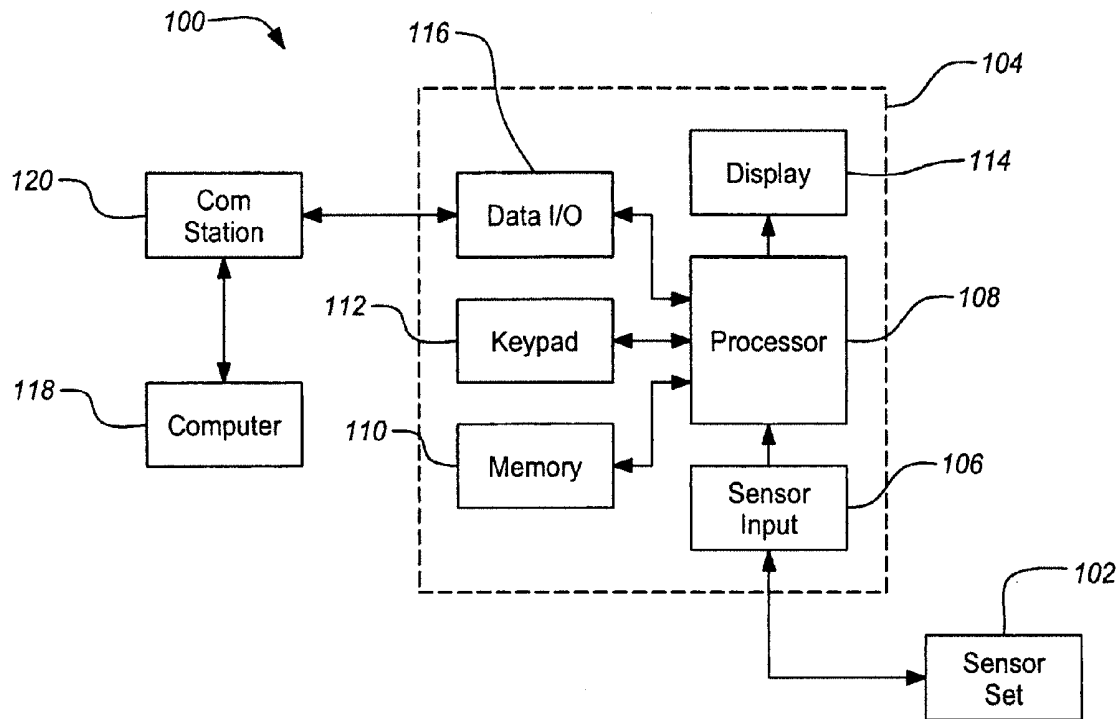 100
116
104
120
Com
Station
Data I/O
Display
114
112
Keypad
Processor
108
118
Computer
110
Memory
Sensor
Input
106
102
Sensor
Set